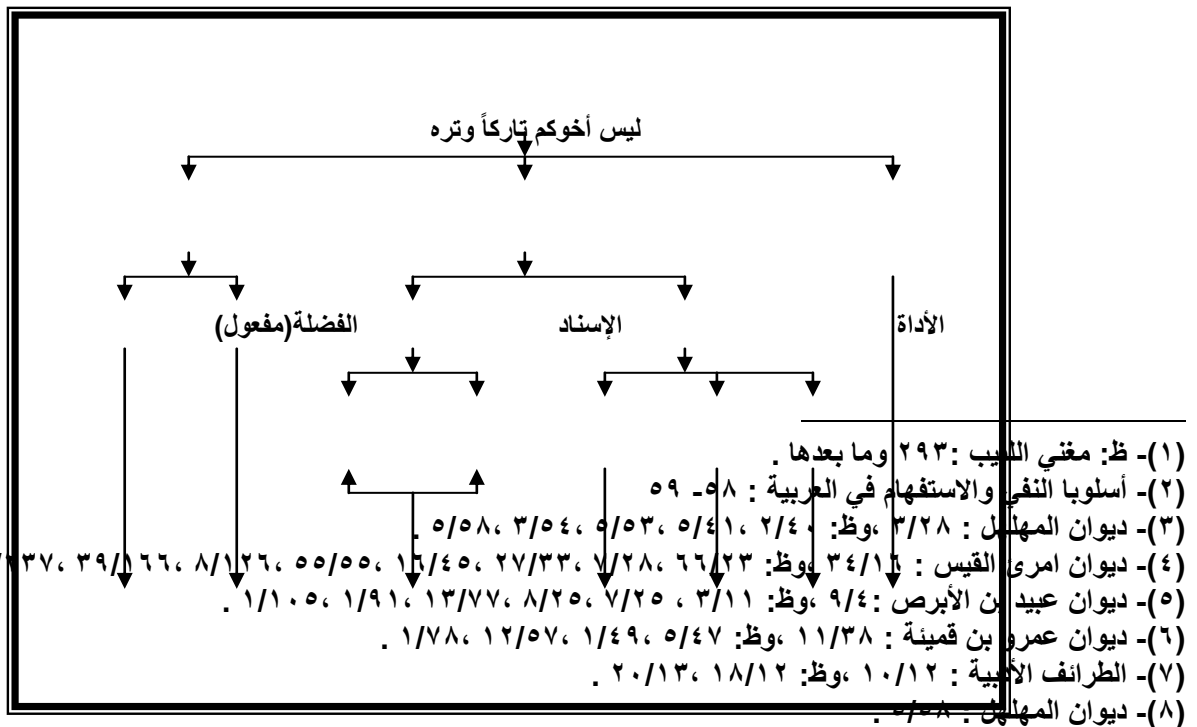 ليس أخوكم تاركاً وتره
الأداة الإسناد الفضلة(مفعول)
(١)- ظ: مغني اللبيب :٢٩٣ وما بعدها .
(٢)- أسلوبا النفي والاستفهام في العربية : ٥٨- ٥٩
(٣)- ديوان المهلهل : ٣/٢٨ ،وظ: ٢/٤٠ ،٥/٤١ ،٥/٥٣ ،٣/٥٤ ،٥/٥٨ .
(٤)- ديوان امرئ القيس : ٣٤/١٦ وظ: ٦٦/٢٣ ،٧/٢٨ ،٢٧/٣٣ ،١٦/٤٥ ،٥٥/٥٥ ،٨/١٢٦ ،٣٩/١٦٦
(٥)- ديوان عبيد بن الأبرص :٩/٤ ،وظ: ٣/١١ ، ٧/٢٥ ،٨/٢٥ ،١٣/٧٧ ،١/٩١ ،١/١٠٥ .
(٦)- ديوان عمرو بن قميئة : ١١/٣٨ ،وظ: ٥/٤٧ ،١/٤٩ ،١٢/٥٧ ،١/٧٨ .
(٧)- الطرائف الأدبية : ١٠/١٢ ،وظ: ١٨/١٢ ،٢٠/١٣ .
(٨)- ديوان المهلهل : ٥/٥٨ .